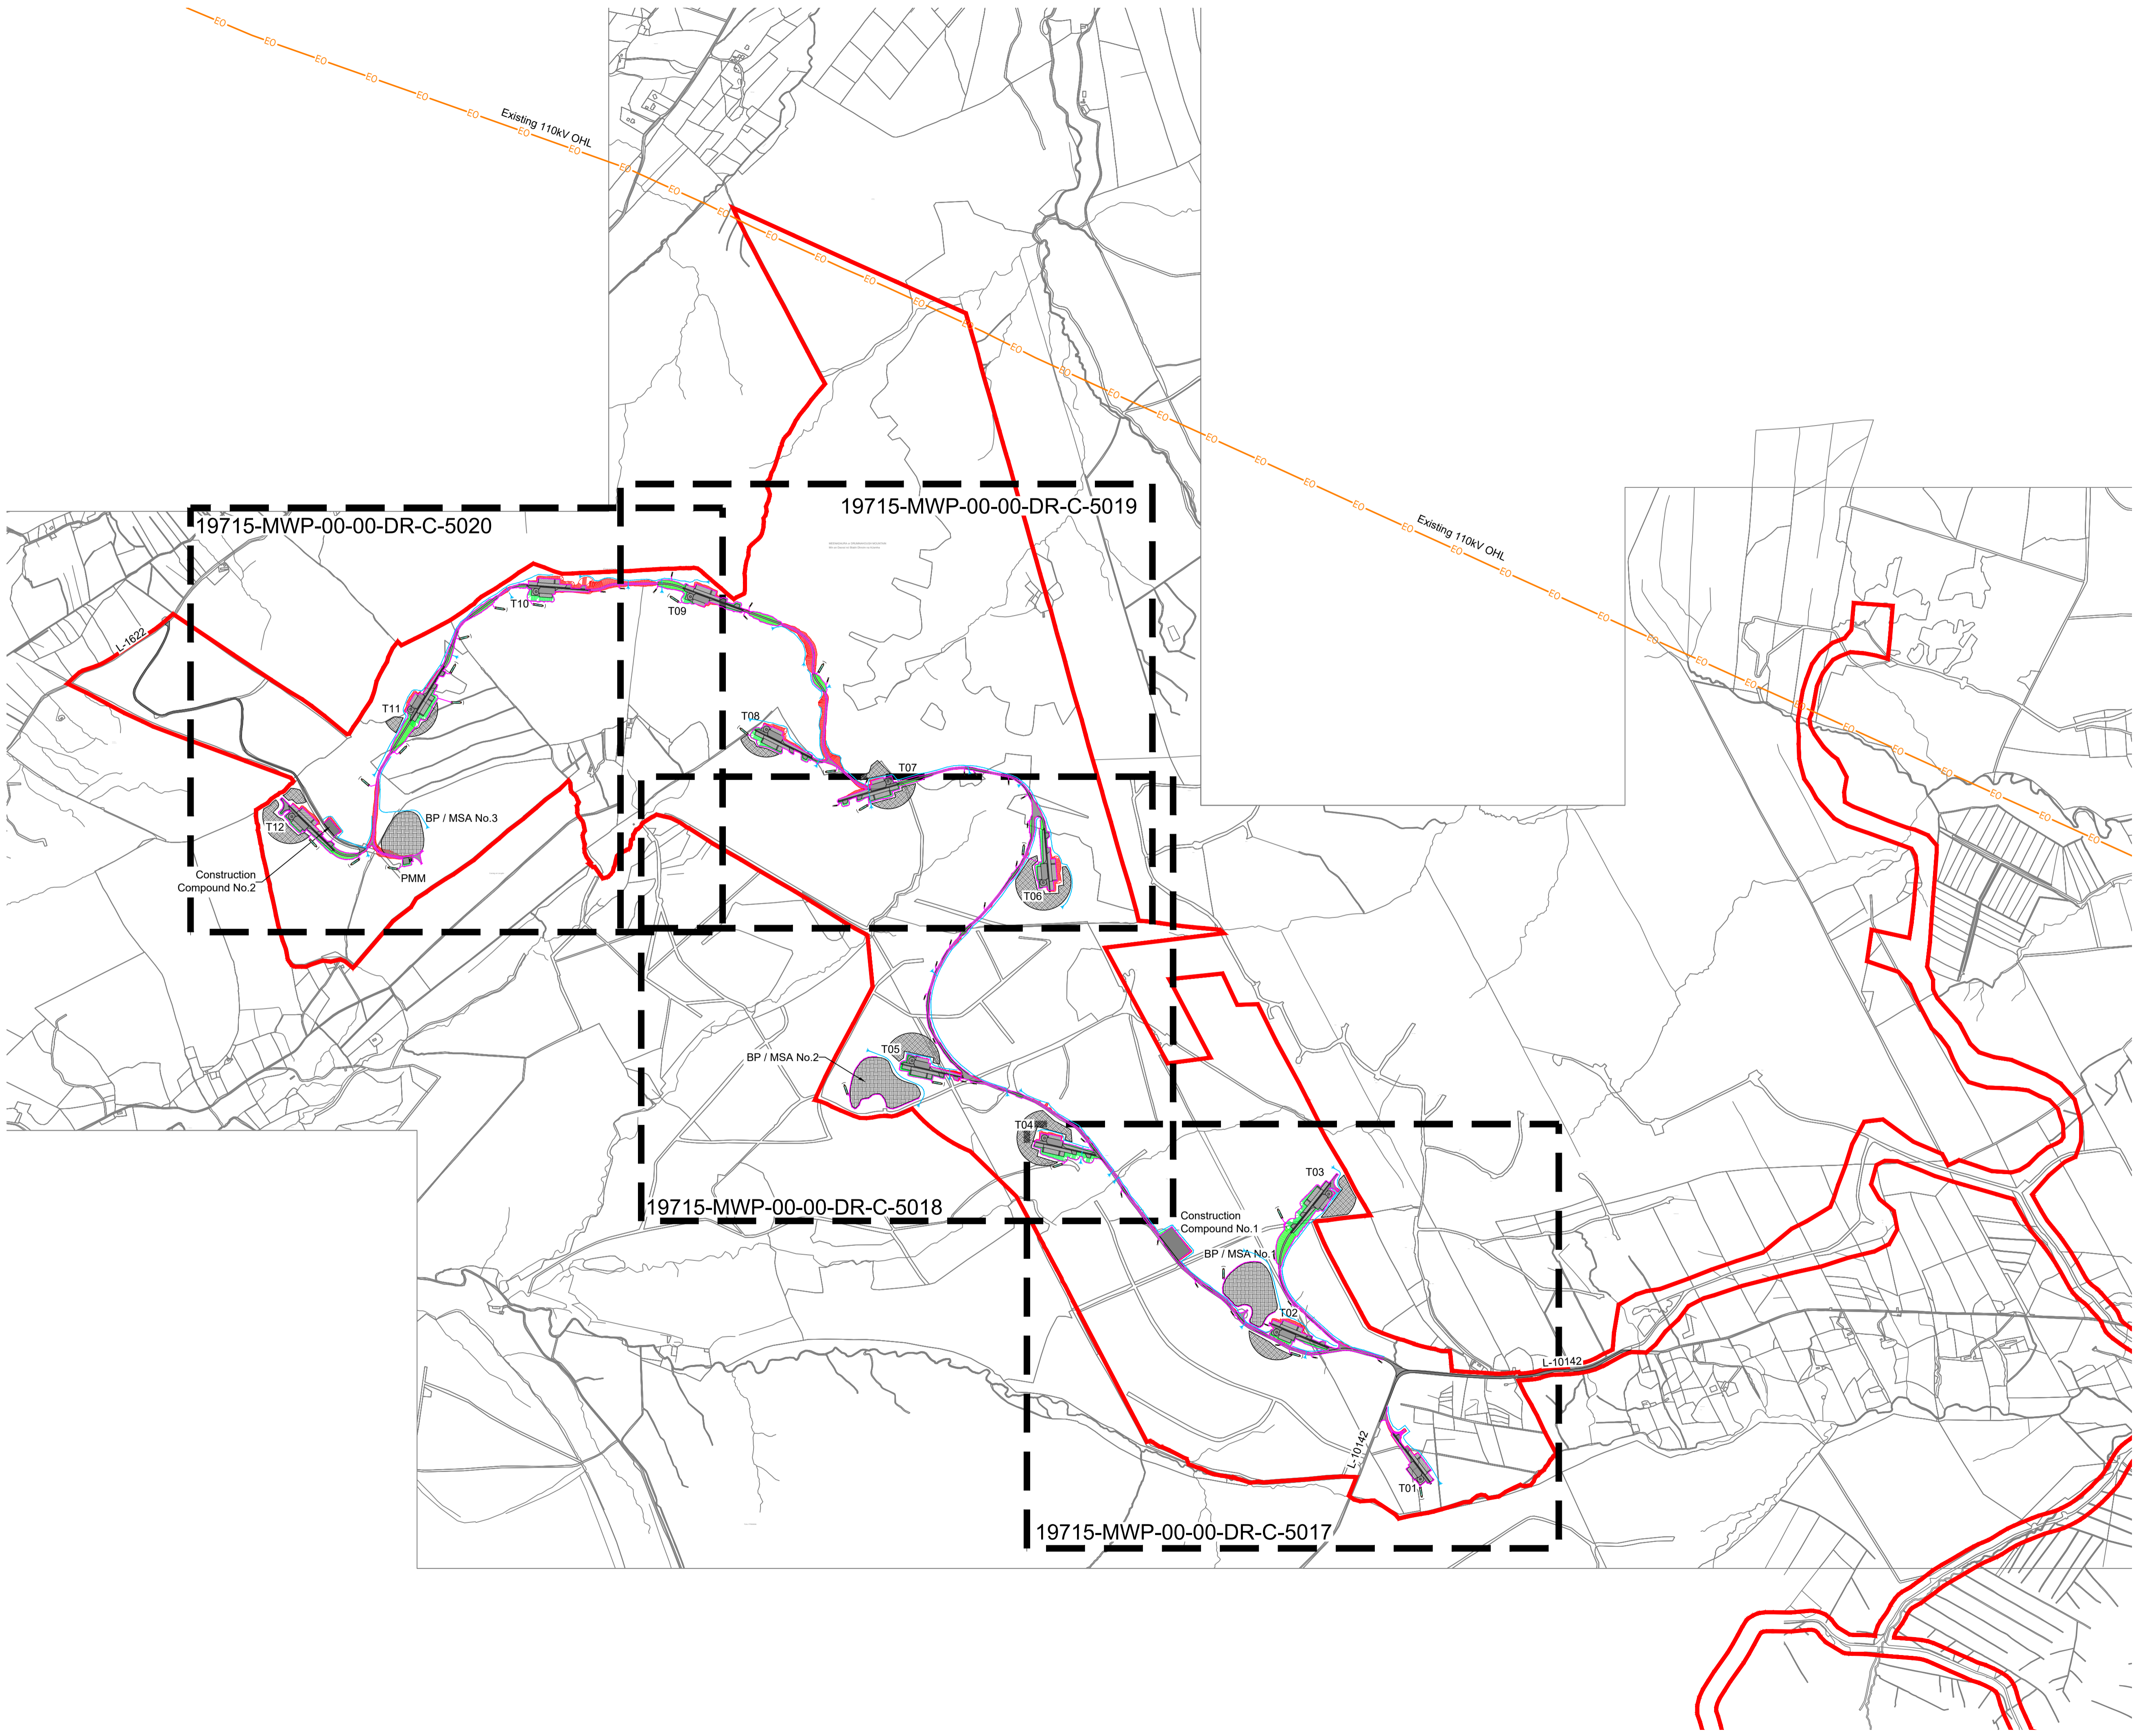 Existing 110kV OHL
Existing 110kV OHL
19715-MWP-00-00-DR-C-5019
19715-MWP-00-00-DR-C-5020
T10
T09
L-1622
T11
T08
T07
BP / MSA No.3
T12
Construction
Compound No.2
PMM
T06
T05
BP / MSA No.2
T04
T03
19715-MWP-00-00-DR-C-5018
Construction
Compound No.1
BP / MSA No.1
T02
L-10142
L-10142
T01
19715-MWP-00-00-DR-C-5017